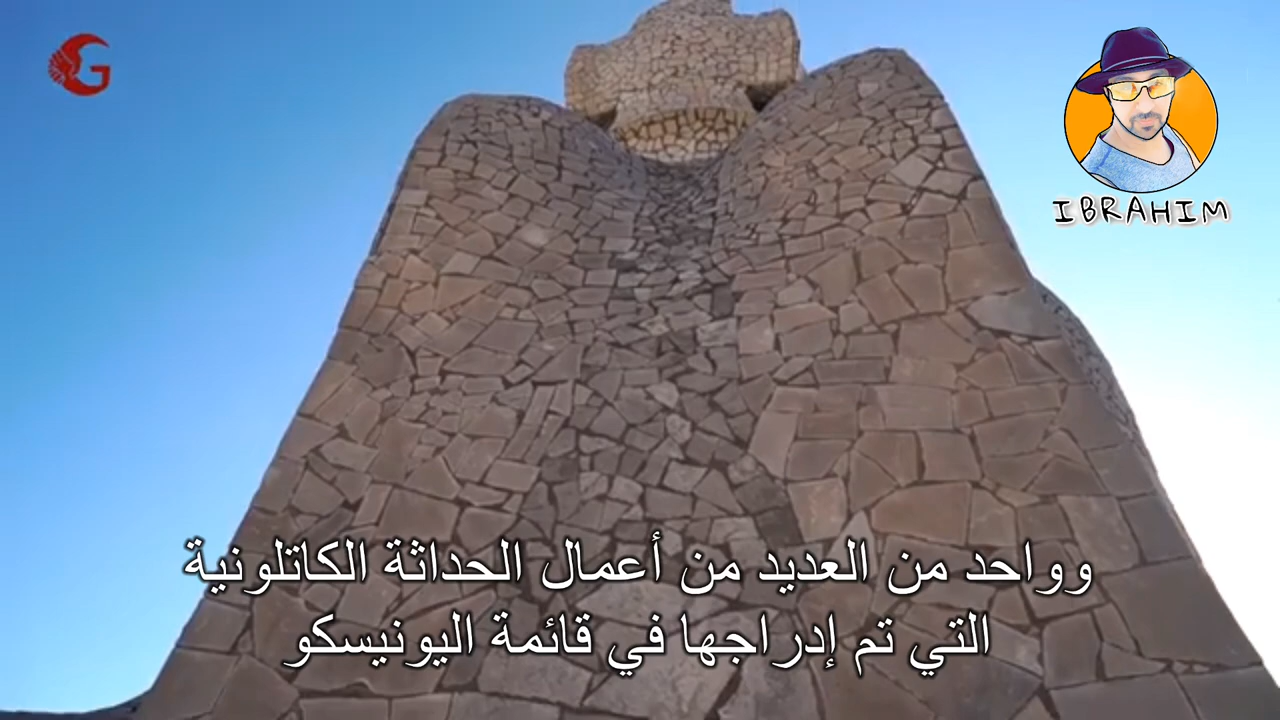 G
IBRAHIM
وواحد من العديد من أعمال الحداثة الكاتلونية
التي تم إدراجها في قائمة اليونيسكو